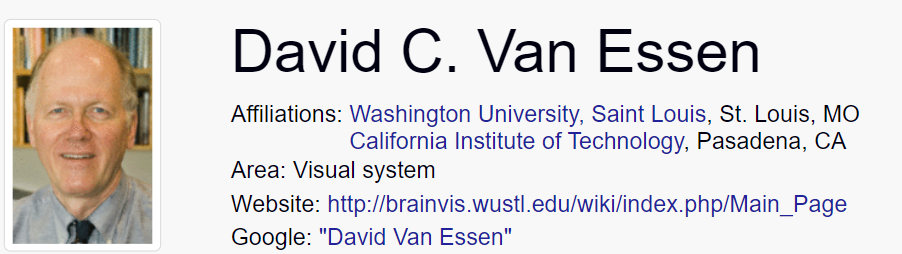 David C. Van Essen
Affiliations: Washington University, Saint Louis, St. Louis, MO
California Institute of Technology, Pasadena, CA
Area: Visual system
Website: http://brainvis.wustl.edu/wiki/index.php/Main_Page
Google: "David Van Essen"